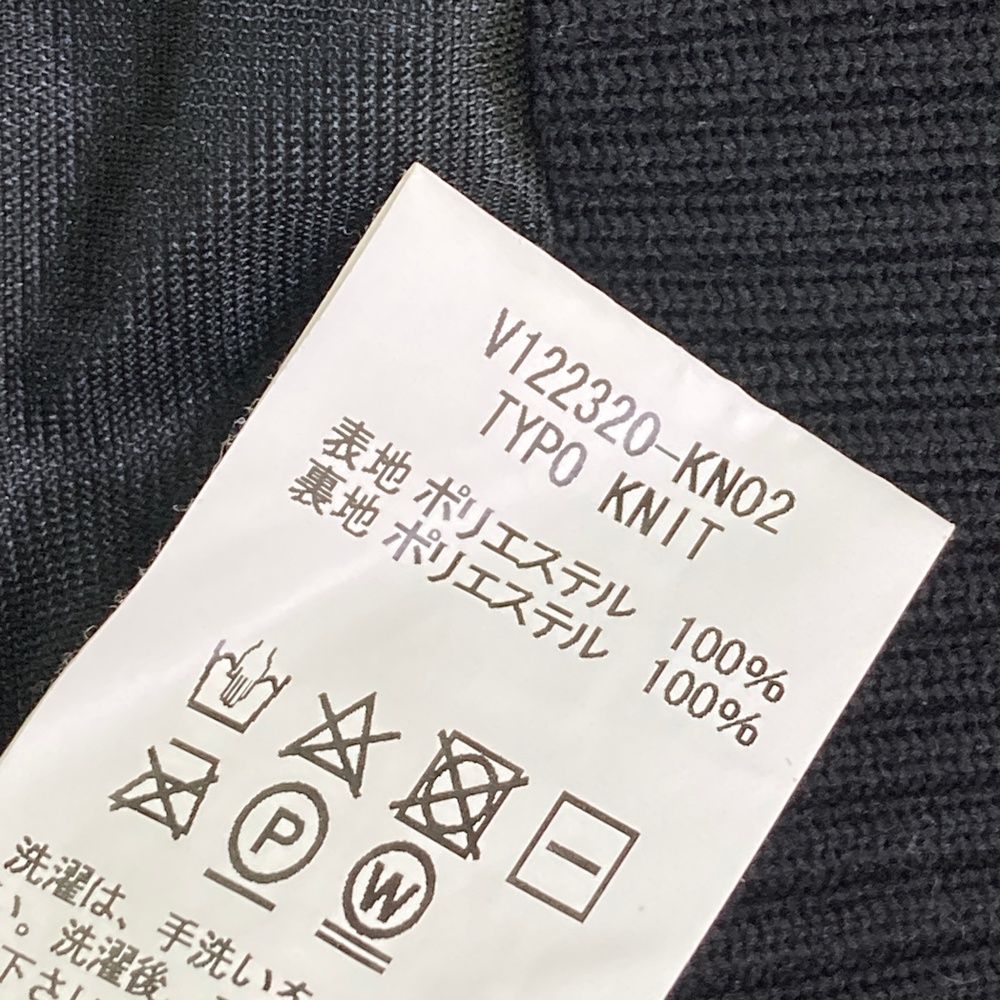 V122320-KN02
TYPO KNIT
表地 ポリエステル 100%
裏地 ポリエステル 100%
P
W
洗濯は、手洗いを
い。洗濯後、
下さい